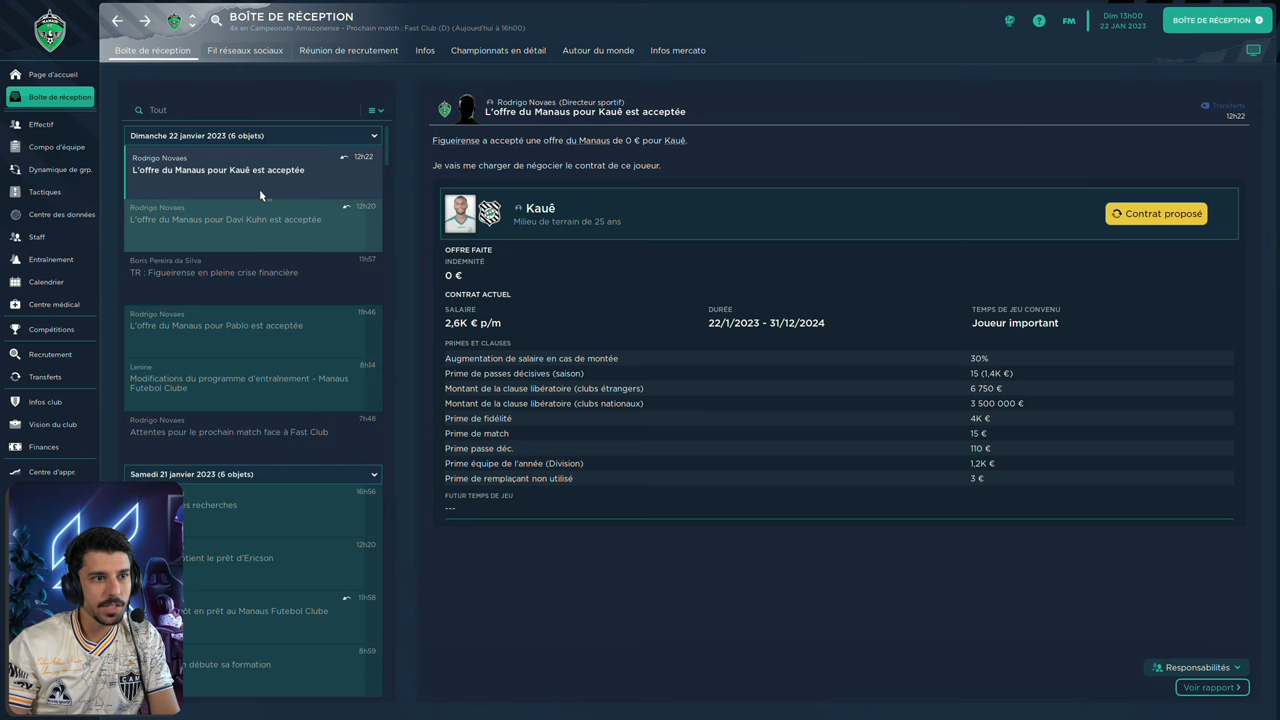 BOÎTE DE RÉCEPTION
4e en Campeonato Amazonense - Prochain match : Fast Club (D) (Aujourd'hui à 16h00)
FM
Dim 13h00
22 JAN 2023
BOÎTE DE RÉCEPTION
Boîte de réception
Fil réseaux sociaux
Réunion de recrutement
Infos
Championnats en détail
Autour du monde
Infos mercato
Page d'accueil
Boîte de réception
Effectif
Compo d'équipe
Dynamique de grp.
Tactiques
Centre des données
Staff
Entraînement
Calendrier
Centre médical
Compétitions
Recrutement
Transferts
Infos club
Vision du club
Finances
Centre d'appr.
Tout
Dimanche 22 janvier 2023 (6 objets)
Rodrigo Novaes
12h22
L'offre du Manaus pour Kauê est acceptée
Rodrigo Novaes
12h20
L'offre du Manaus pour Davi Kuhn est acceptée
Boris Pereira da Silva
11h57
TR : Figueirense en pleine crise financière
Rodrigo Novaes
11h46
L'offre du Manaus pour Pablo est acceptée
Lenine
8h14
Modifications du programme d'entraînement - Manaus
Futebol Clube
Rodrigo Novaes
7h48
Attentes pour le prochain match face à Fast Club
Samedi 21 janvier 2023 (6 objets)
16h56
es recherches
12h20
tient le prêt d'Ericson
11h58
ôt en prêt au Manaus Futebol Clube
8h59
débute sa formation
Rodrigo Novaes (Directeur sportif)
L'offre du Manaus pour Kauê est acceptée
Transferts
12h22
Figueirense a accepté une offre du Manaus de 0 € pour Kauê.
Je vais me charger de négocier le contrat de ce joueur.
Kauê
Milieu de terrain de 25 ans
Contrat proposé
OFFRE FAITE
INDEMNITÉ
0 €
CONTRAT ACTUEL
SALAIRE
DURÉE
TEMPS DE JEU CONVENU
2,6K € p/m
22/1/2023 - 31/12/2024
Joueur important
PRIMES ET CLAUSES
Augmentation de salaire en cas de montée 30%
Prime de passes décisives (saison) 15 (1,4K €)
Montant de la clause libératoire (clubs étrangers) 6 750 €
Montant de la clause libératoire (clubs nationaux) 3 500 000 €
Prime de fidélité 4K €
Prime de match 15 €
Prime passe déc. 110 €
Prime équipe de l'année (Division) 1,2K €
Prime de remplaçant non utilisé 3 €
FUTUR TEMPS DE JEU
---
Responsabilités
Voir rapport